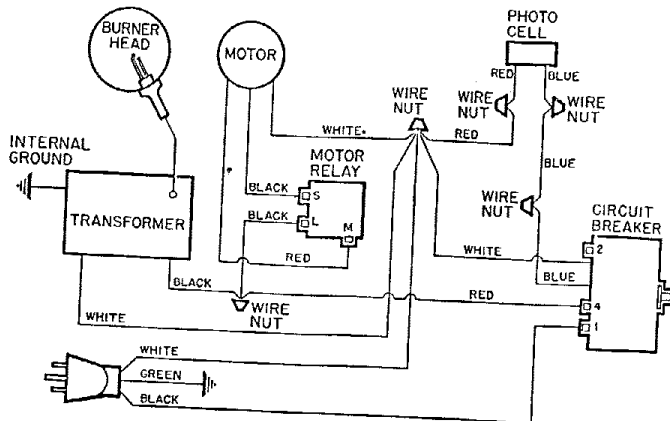 BURNER
HEAD
MOTOR
PHOTO
CELL
RED
BLUE
WIRE
NUT
WIRE
NUT
WIRE
NUT
WHITE
RED
INTERNAL
GROUND
MOTOR
RELAY
BLUE
BLACK
S
TRANSFORMER
BLACK
L
M
WIRE
NUT
CIRCUIT
BREAKER
2
WHITE
RED
BLUE
BLACK
RED
4
WIRE
NUT
WHITE
1
WHITE
GREEN
BLACK